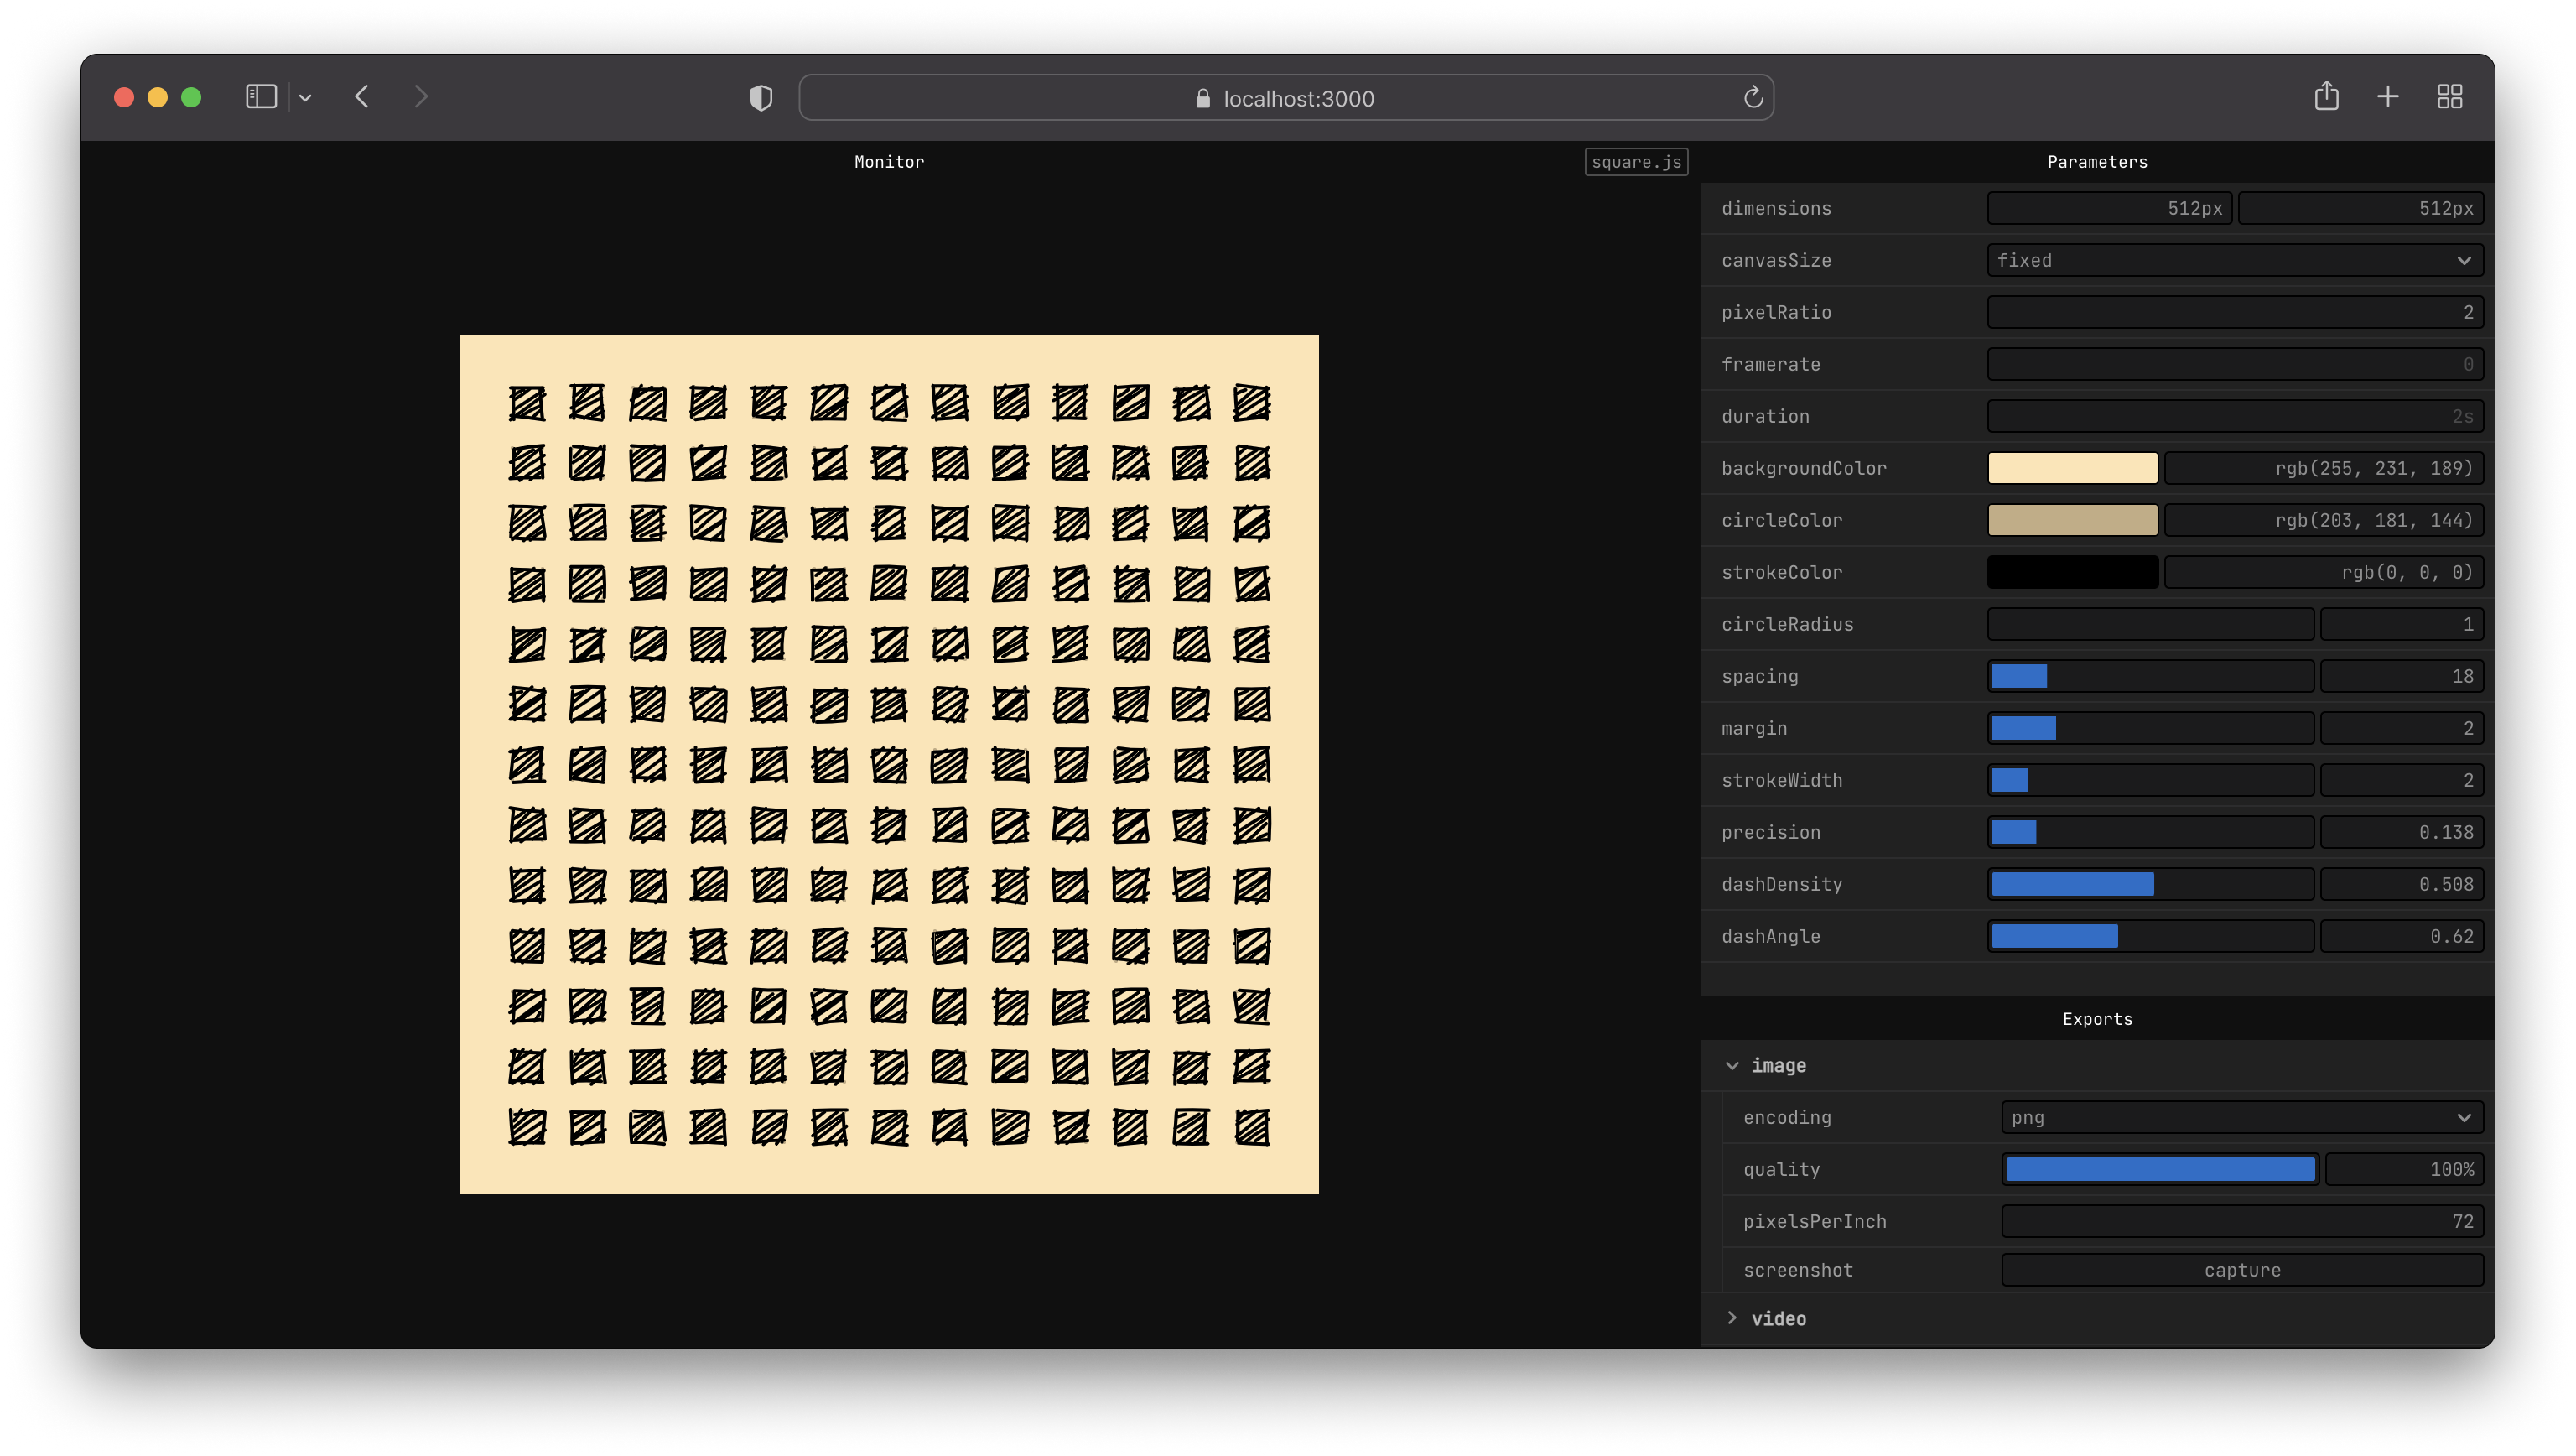 localhost:3000
Monitor
square.js
Parameters
dimensions 512px 512px
canvasSize fixed
pixelRatio 2
framerate 0
duration 2s
backgroundColor rgb(255, 231, 189)
circleColor rgb(203, 181, 144)
strokeColor rgb(0, 0, 0)
circleRadius 1
spacing 18
margin 2
strokeWidth 2
precision 0.138
dashDensity 0.508
dashAngle 0.62
Exports
image
encoding png
quality 100%
pixelsPerInch 72
screenshot capture
video